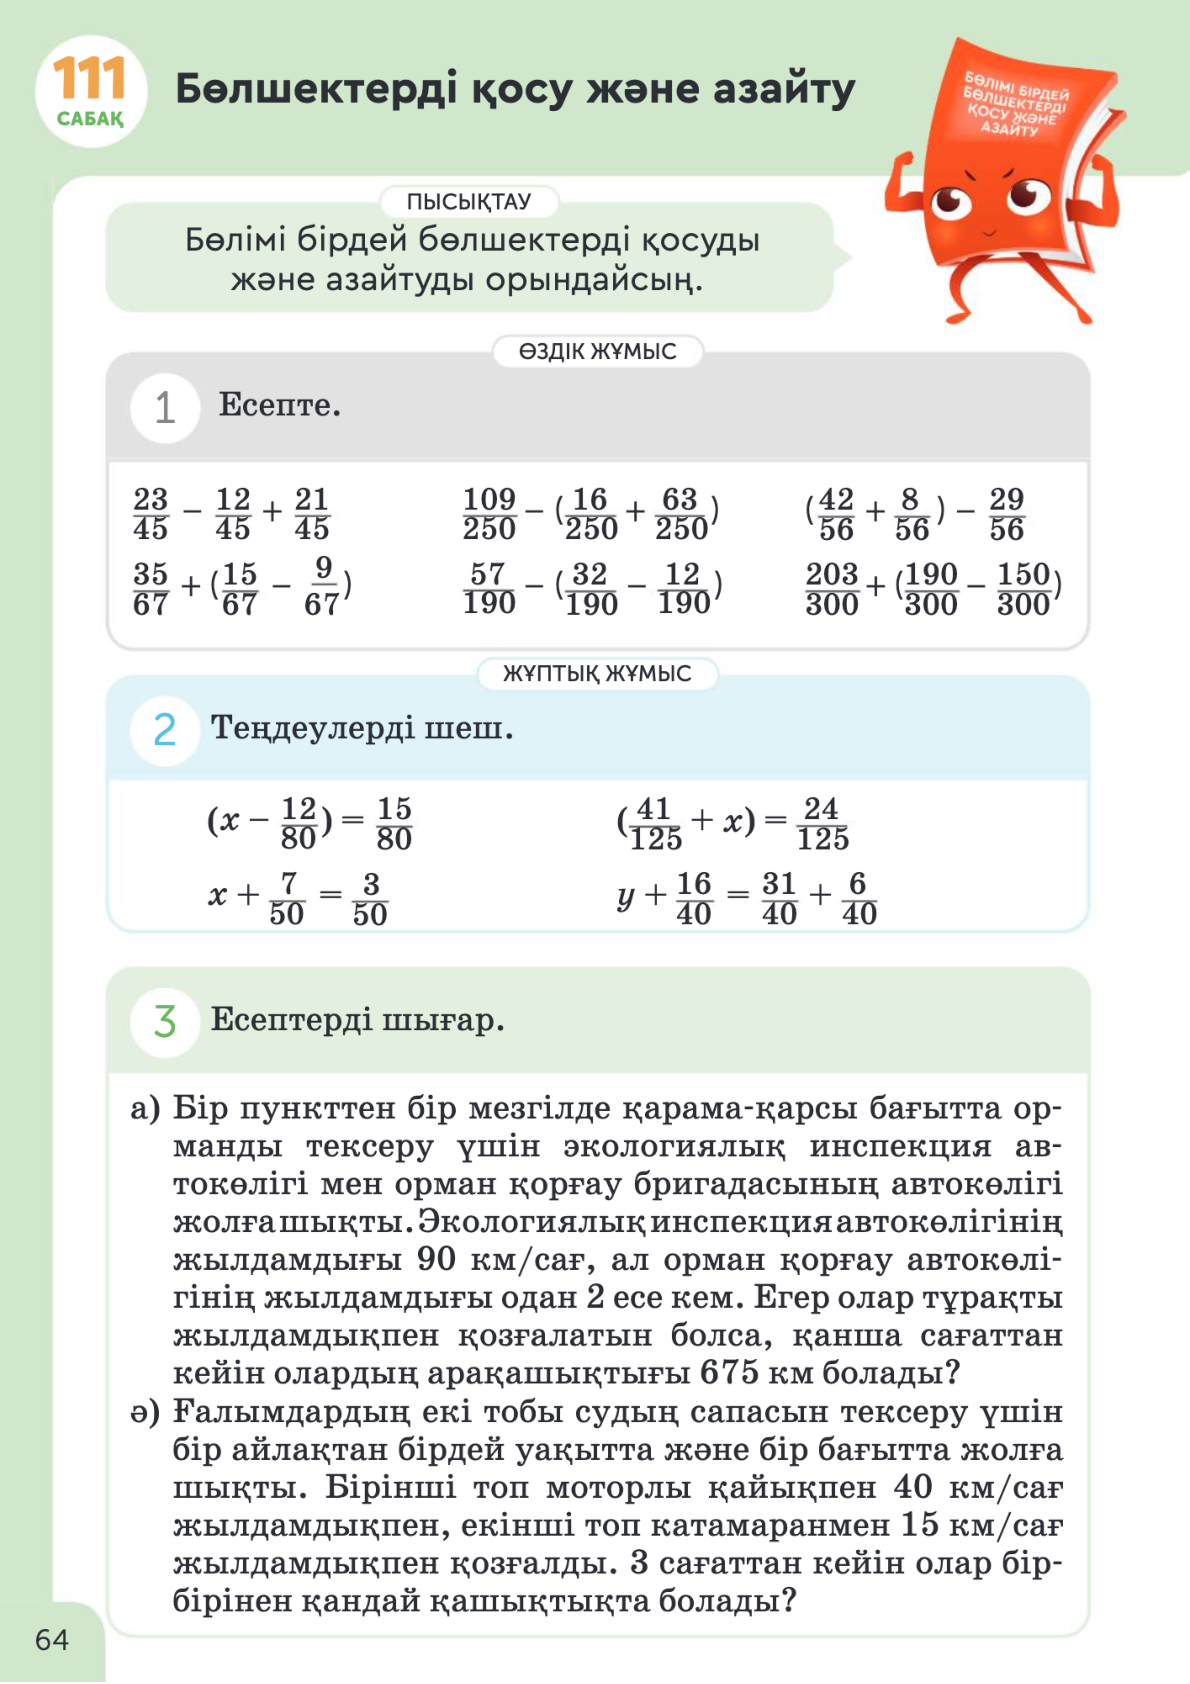 111
САБАҚ
Бөлшектерді қосу және азайту
БӨЛІМІ БІРДЕЙ
БӨЛШЕКТЕРДІ
ҚОСУ ЖӘНЕ
АЗАЙТУ
ПЫСЫҚТАУ
Бөлімі бірдей бөлшектерді қосуды
және азайтуды орындайсың.
ӨЗДІК ЖҰМЫС
1 Есепте.
23/45 − 12/45 + 21/45   109/250 − (16/250 + 63/250)   (42/56 + 8/56) − 29/56
35/67 + (15/67 − 9/67)   57/190 − (32/190 − 12/190)   203/300 + (190/300 − 150/300)
ЖҰПТЫҚ ЖҰМЫС
2 Теңдеулерді шеш.
(x − 12/80) = 15/80   (41/125 + x) = 24/125
x + 7/50 = 3/50   y + 16/40 = 31/40 + 6/40
3 Есептерді шығар.
а) Бір пункттен бір мезгілде қарама-қарсы бағытта ор-
манды тексеру үшін экологиялық инспекция ав-
токөлігі мен орман қорғау бригадасының автокөлігі
жолға шықты. Экологиялық инспекция автокөлігінің
жылдамдығы 90 км/сағ, ал орман қорғау автокөлі-
гінің жылдамдығы одан 2 есе кем. Егер олар тұрақты
жылдамдықпен қозғалатын болса, қанша сағаттан
кейін олардың арақашықтығы 675 км болады?
ә) Ғалымдардың екі тобы судың сапасын тексеру үшін
бір айлақтан бірдей уақытта және бір бағытта жолға
шықты. Бірінші топ моторлы қайықпен 40 км/сағ
жылдамдықпен, екінші топ катамаранмен 15 км/сағ
жылдамдықпен қозғалды. 3 сағаттан кейін олар бір-
бірінен қандай қашықтықта болады?
64